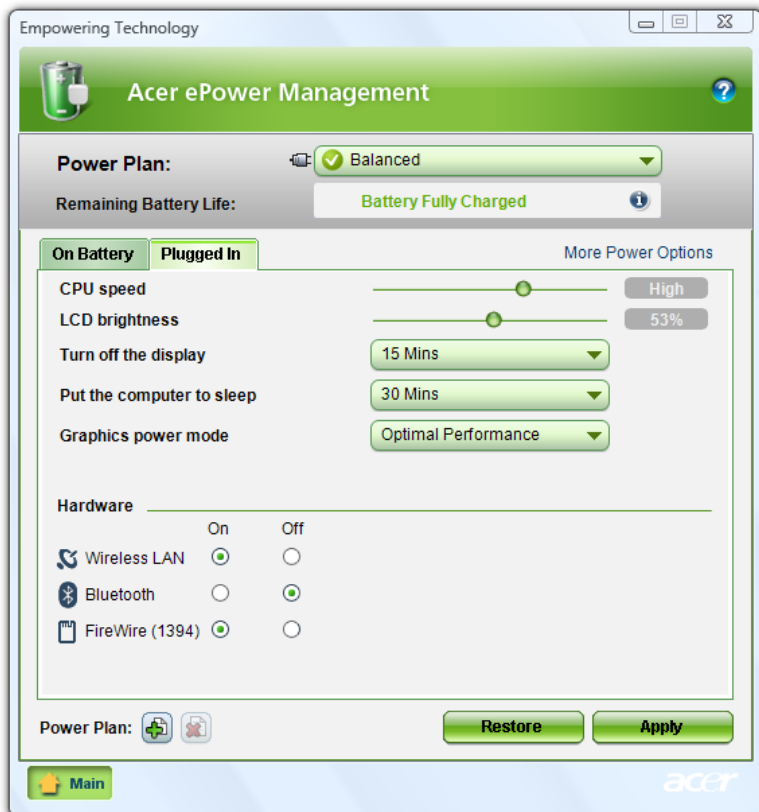 Empowering Technology
Acer ePower Management
?
Power Plan: Balanced
Remaining Battery Life: Battery Fully Charged i
On Battery Plugged In More Power Options
CPU speed High
LCD brightness 53%
Turn off the display 15 Mins
Put the computer to sleep 30 Mins
Graphics power mode Optimal Performance
Hardware
On Off
Wireless LAN
Bluetooth
FireWire (1394)
Power Plan: Restore Apply
Main acer